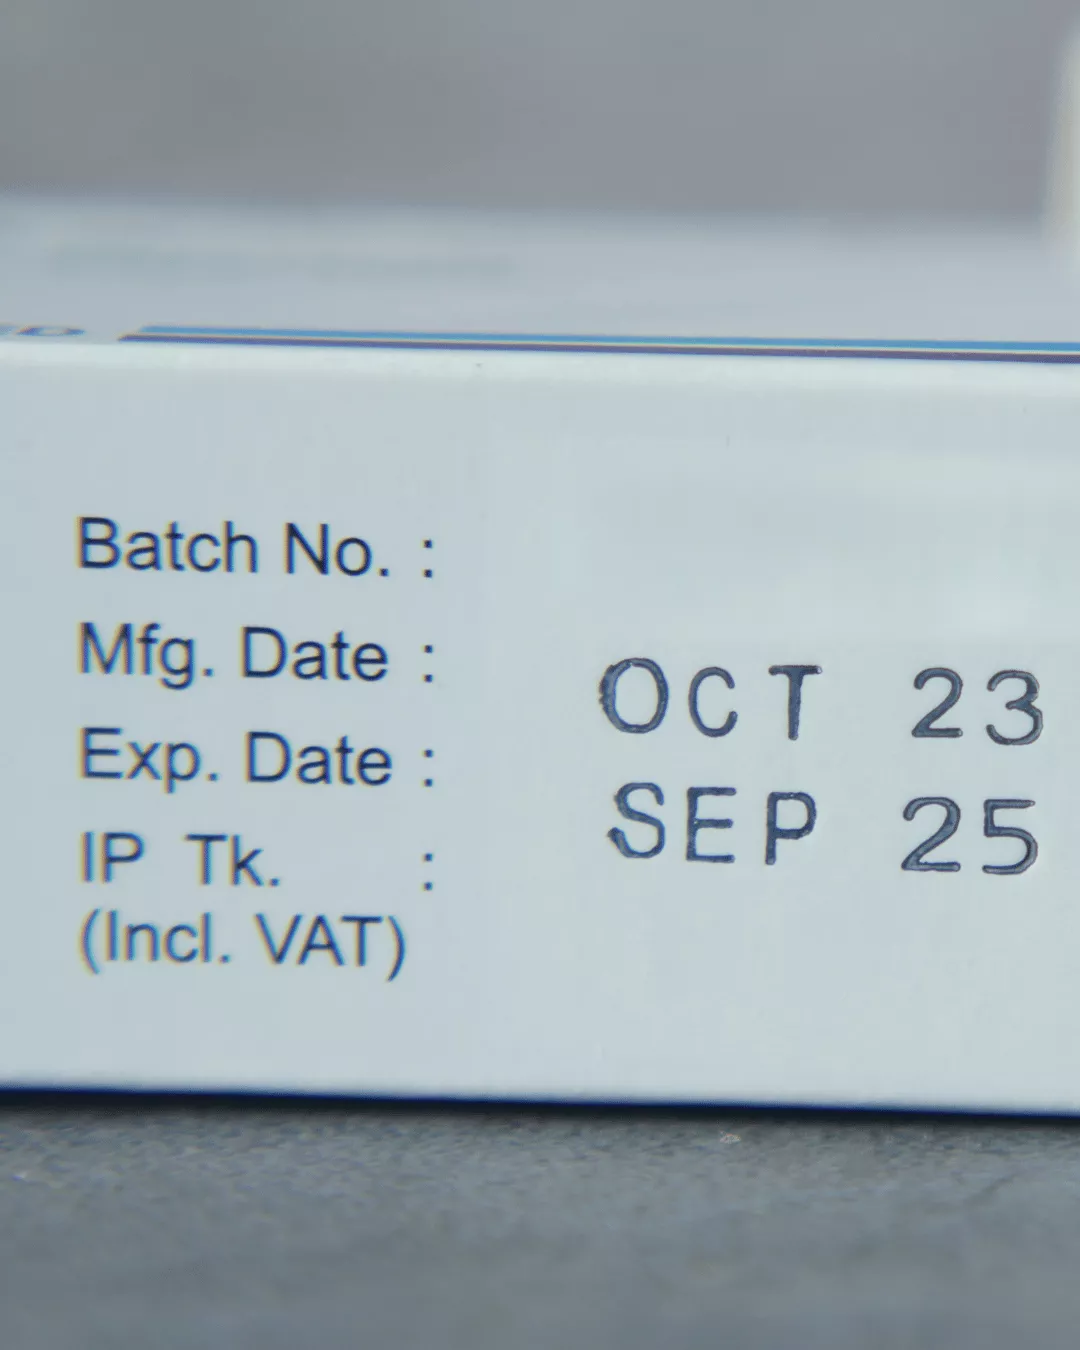 Batch No. :
Mfg. Date : OCT 23
Exp. Date : SEP 25
IP Tk. :
(Incl. VAT)